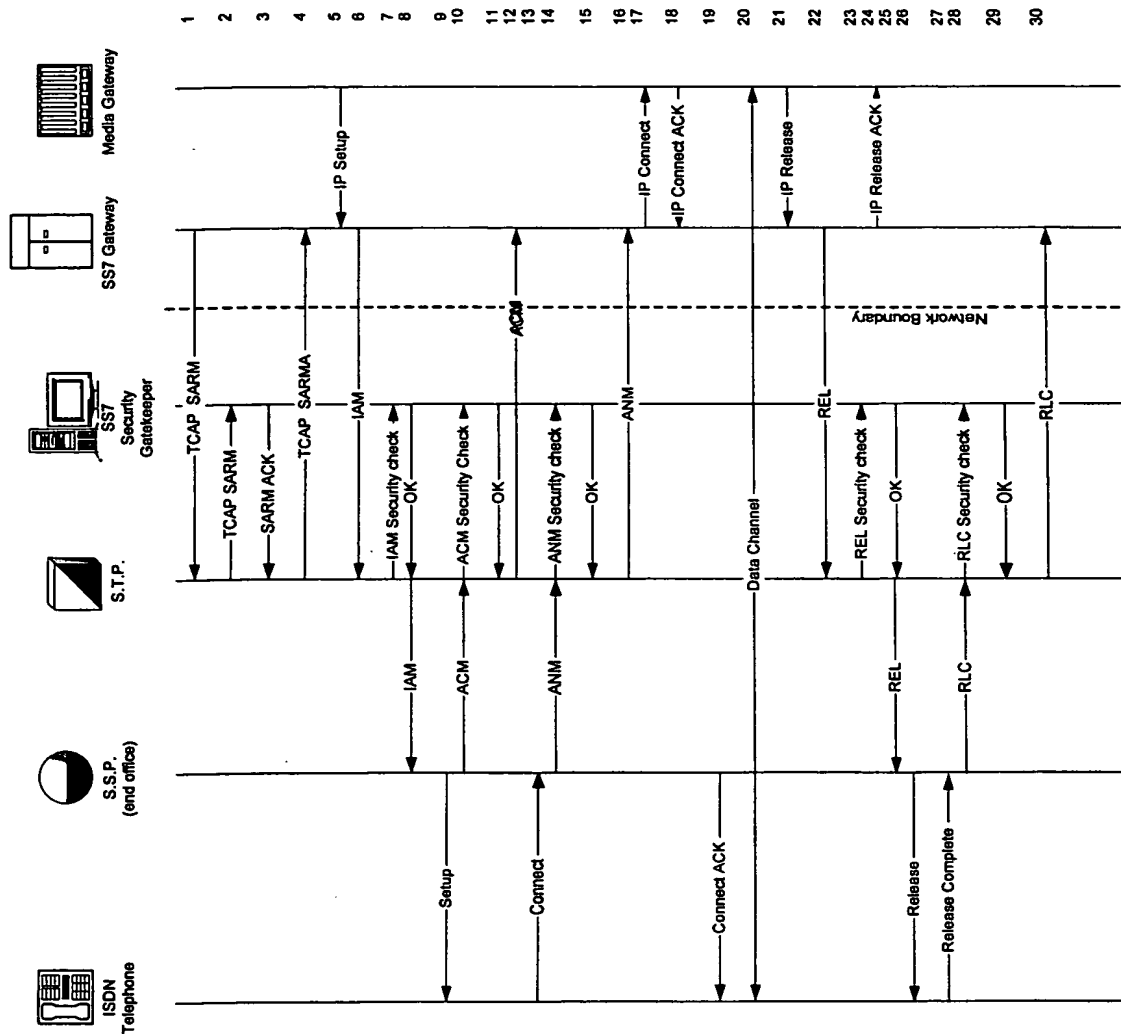 1
2
3
4
5
6
7
8
9
10
11
12
13
14
15
16
17
18
19
20
21
22
23
24
25
26
27
28
29
30
Media Gateway
SS7 Gateway
SS7
Security
Gatekeeper
S.T.P.
S.S.P.
(end office)
ISDN
Telephone
Network Boundary
TCAP SARM
TCAP SARM
SARM ACK
TCAP SARMA
IP Setup
IAM
IAM Security check
OK
IAM
Setup
ACM
ACM Security Check
OK
ACM
Connect
ANM
ANM Security check
OK
ANM
IP Connect
IP Connect ACK
Connect ACK
Data Channel
IP Release
REL
REL Security check
IP Release ACK
OK
REL
Release
Release Complete
RLC
RLC Security check
OK
RLC